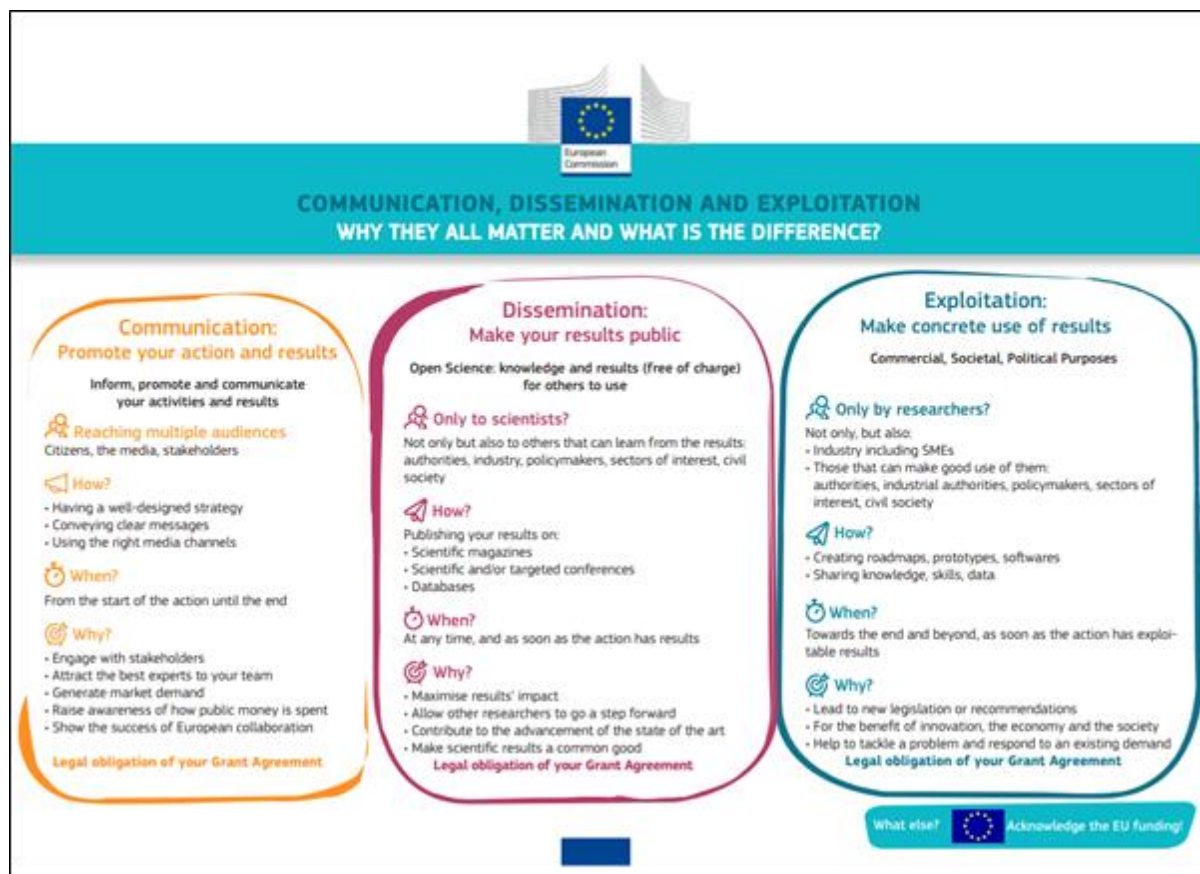 European
Commission
COMMUNICATION, DISSEMINATION AND EXPLOITATION
WHY THEY ALL MATTER AND WHAT IS THE DIFFERENCE?
Communication:
Promote your action and results
Inform, promote and communicate
your activities and results
Reaching multiple audiences
Citizens, the media, stakeholders
How?
• Having a well-designed strategy
• Conveying clear messages
• Using the right media channels
When?
From the start of the action until the end
Why?
• Engage with stakeholders
• Attract the best experts to your team
• Generate market demand
• Raise awareness of how public money is spent
• Show the success of European collaboration
Legal obligation of your Grant Agreement
Dissemination:
Make your results public
Open Science: knowledge and results (free of charge)
for others to use
Only to scientists?
Not only but also to others that can learn from the results:
authorities, industry, policymakers, sectors of interest, civil
society
How?
Publishing your results on:
• Scientific magazines
• Scientific and/or targeted conferences
• Databases
When?
At any time, and as soon as the action has results
Why?
• Maximise results' impact
• Allow other researchers to go a step forward
• Contribute to the advancement of the state of the art
• Make scientific results a common good
Legal obligation of your Grant Agreement
Exploitation:
Make concrete use of results
Commercial, Societal, Political Purposes
Only by researchers?
Not only, but also:
• Industry including SMEs
• Those that can make good use of them:
authorities, industrial authorities, policymakers, sectors of
interest, civil society
How?
• Creating roadmaps, prototypes, softwares
• Sharing knowledge, skills, data
When?
Towards the end and beyond, as soon as the action has exploi-
table results
Why?
• Lead to new legislation or recommendations
• For the benefit of innovation, the economy and the society
• Help to tackle a problem and respond to an existing demand
Legal obligation of your Grant Agreement
What else? Acknowledge the EU funding!